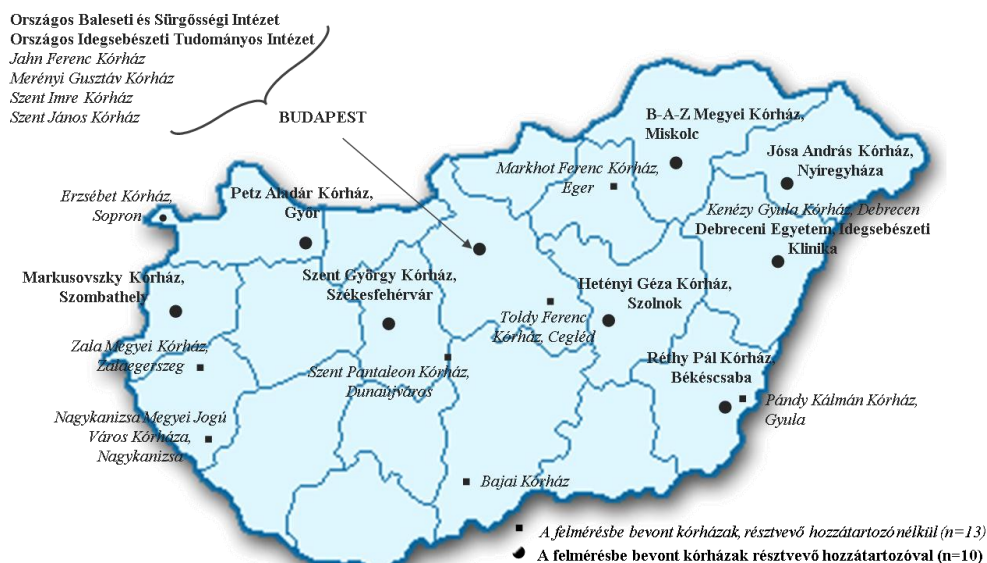 Országos Baleseti és Sürgősségi Intézet
Országos Idegsebészeti Tudományos Intézet
Jahn Ferenc Kórház
Merényi Gusztáv Kórház
Szent Imre Kórház
Szent János Kórház
BUDAPEST
B-A-Z Megyei Kórház,
Miskolc
Jósa András Kórház,
Nyíregyháza
Markhot Ferenc Kórház,
Eger
Erzsébet Kórház,
Sopron
Petz Aladár Kórház,
Győr
Kenézy Gyula Kórház, Debrecen
Debreceni Egyetem, Idegsebészeti
Klinika
Markusovszky Kórház,
Szombathely
Szent György Kórház,
Székesfehérvár
Hetényi Géza Kórház,
Szolnok
Toldy Ferenc
Kórház, Cegléd
Zala Megyei Kórház,
Zalaegerszeg
Szent Pantaleon Kórház,
Dunaújváros
Réthy Pál Kórház,
Békéscsaba
Pándy Kálmán Kórház,
Gyula
Nagykanizsa Megyei Jogú
Város Kórháza,
Nagykanizsa
Bajai Kórház
A felmérésbe bevont kórházak, résztvevő hozzátartozó nélkül (n=13)
A felmérésbe bevont kórházak résztvevő hozzátartozóval (n=10)